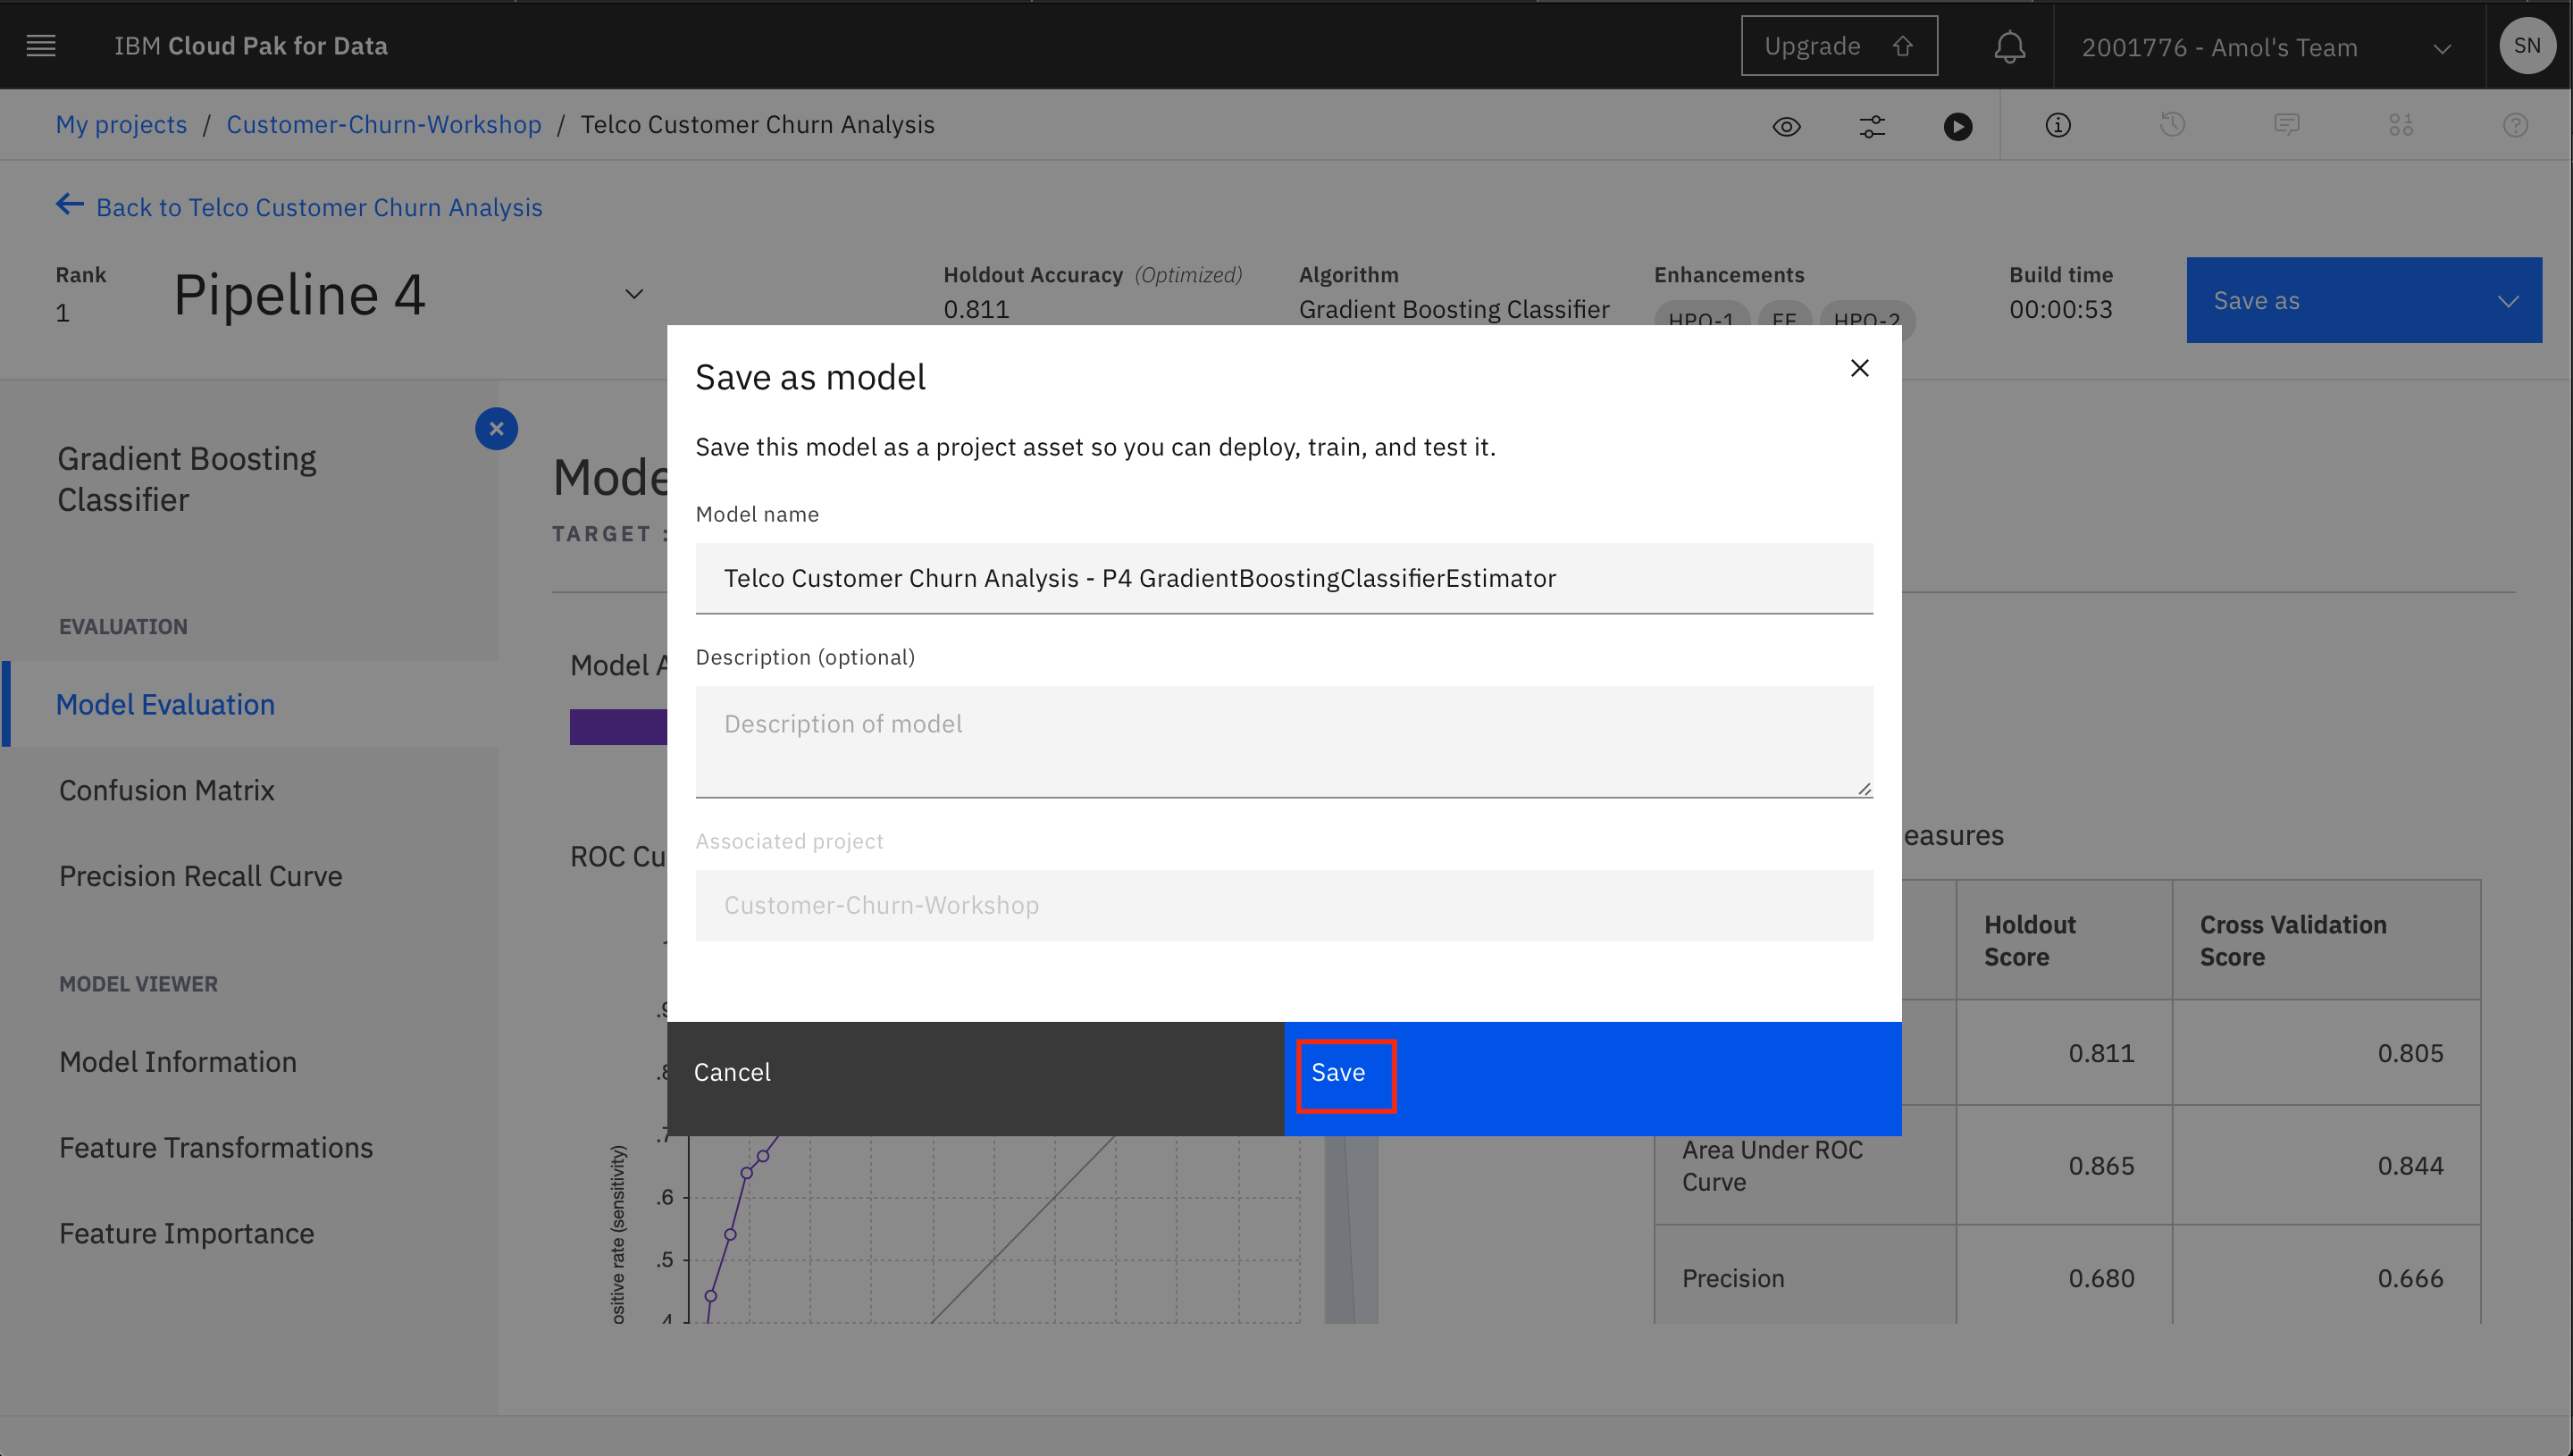 IBM Cloud Pak for Data
Upgrade
2001776 - Amol's Team
SN
My projects / Customer-Churn-Workshop / Telco Customer Churn Analysis
Back to Telco Customer Churn Analysis
Rank
1
Pipeline 4
Holdout Accuracy (Optimized)
0.811
Algorithm
Gradient Boosting Classifier
Enhancements
HPO-1 FE HPO-2
Build time
00:00:53
Save as
Gradient Boosting
Classifier
EVALUATION
Model Evaluation
Confusion Matrix
Precision Recall Curve
MODEL VIEWER
Model Information
Feature Transformations
Feature Importance
TARGET :
Model A
ROC Cu
Save as model
Save this model as a project asset so you can deploy, train, and test it.
Model name
Telco Customer Churn Analysis - P4 GradientBoostingClassifierEstimator
Description (optional)
Description of model
Associated project
Customer-Churn-Workshop
Cancel
Save
.7
.6
.5
.4
ositive rate (sensitivity)
easures
Holdout
Score
Cross Validation
Score
0.811 0.805
Area Under ROC
Curve
0.865 0.844
Precision 0.680 0.666